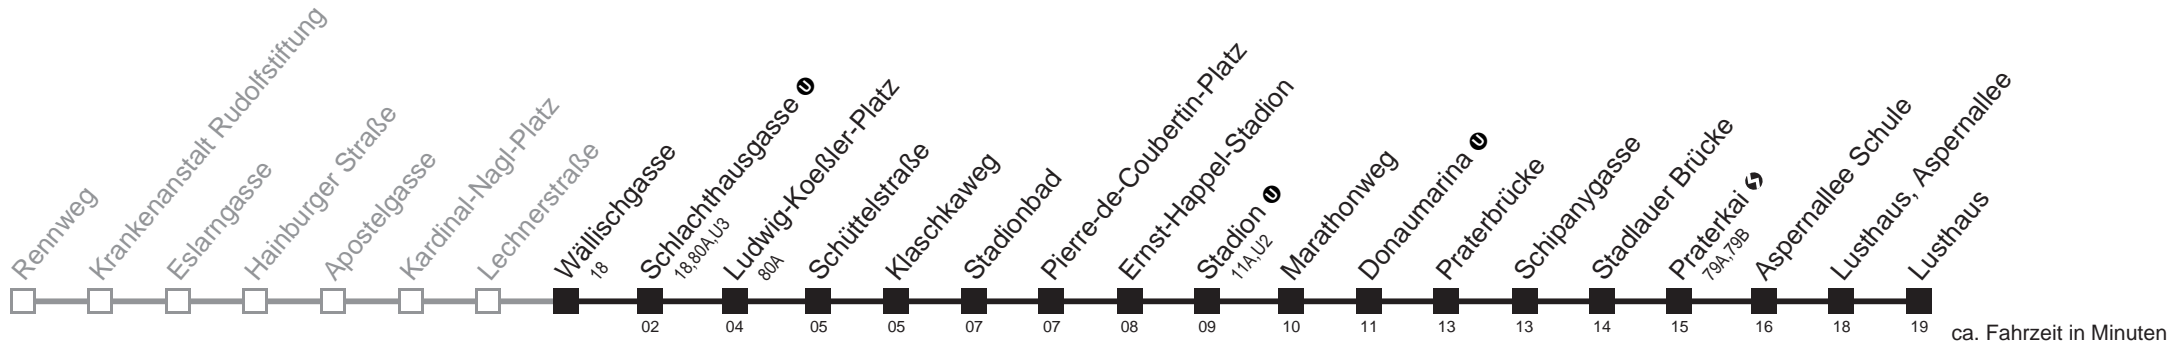 Rennweg
Krankenanstalt Rudolfstiftung
Eslarngasse
Hainburger Straße
Apostelgasse
Kardinal-Nagl-Platz
Lechnerstraße
Wällischgasse
18
Schlachthausgasse U
18,80A,U3
Ludwig-Koeßler-Platz
80A
Schüttelstraße
Klaschkaweg
Stadionbad
Pierre-de-Coubertin-Platz
Ernst-Happel-Stadion
Stadion U
11A,U2
Marathonweg
Donaumarina U
Praterbrücke
Schipanygasse
Stadlauer Brücke
Praterkai
79A,79B
Aspernallee Schule
Lusthaus, Aspernallee
Lusthaus
02 04 05 05 07 07 08 09 10 11 13 13 14 15 16 18 19 ca. Fahrzeit in Minuten